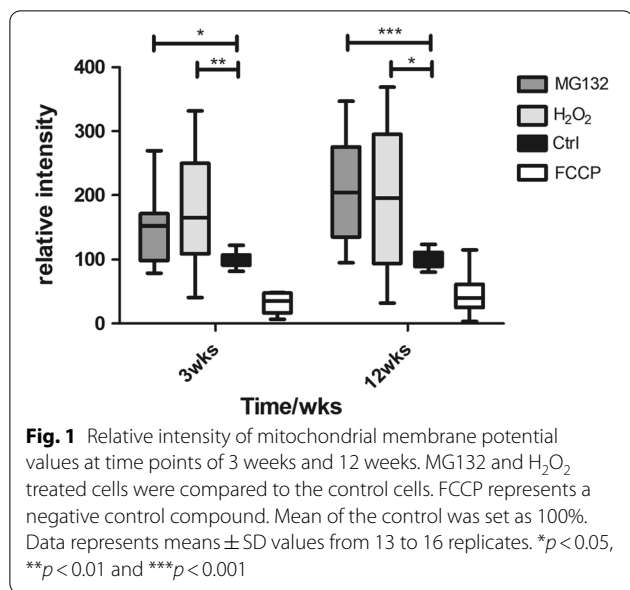 * ***
** *
400
300
200
100
0
relative intensity
MG132
H₂O₂
Ctrl
FCCP
3wks 12wks
Time/wks
Fig. 1 Relative intensity of mitochondrial membrane potential
values at time points of 3 weeks and 12 weeks. MG132 and H₂O₂
treated cells were compared to the control cells. FCCP represents a
negative control compound. Mean of the control was set as 100%.
Data represents means ± SD values from 13 to 16 replicates. *p < 0.05,
**p < 0.01 and ***p < 0.001